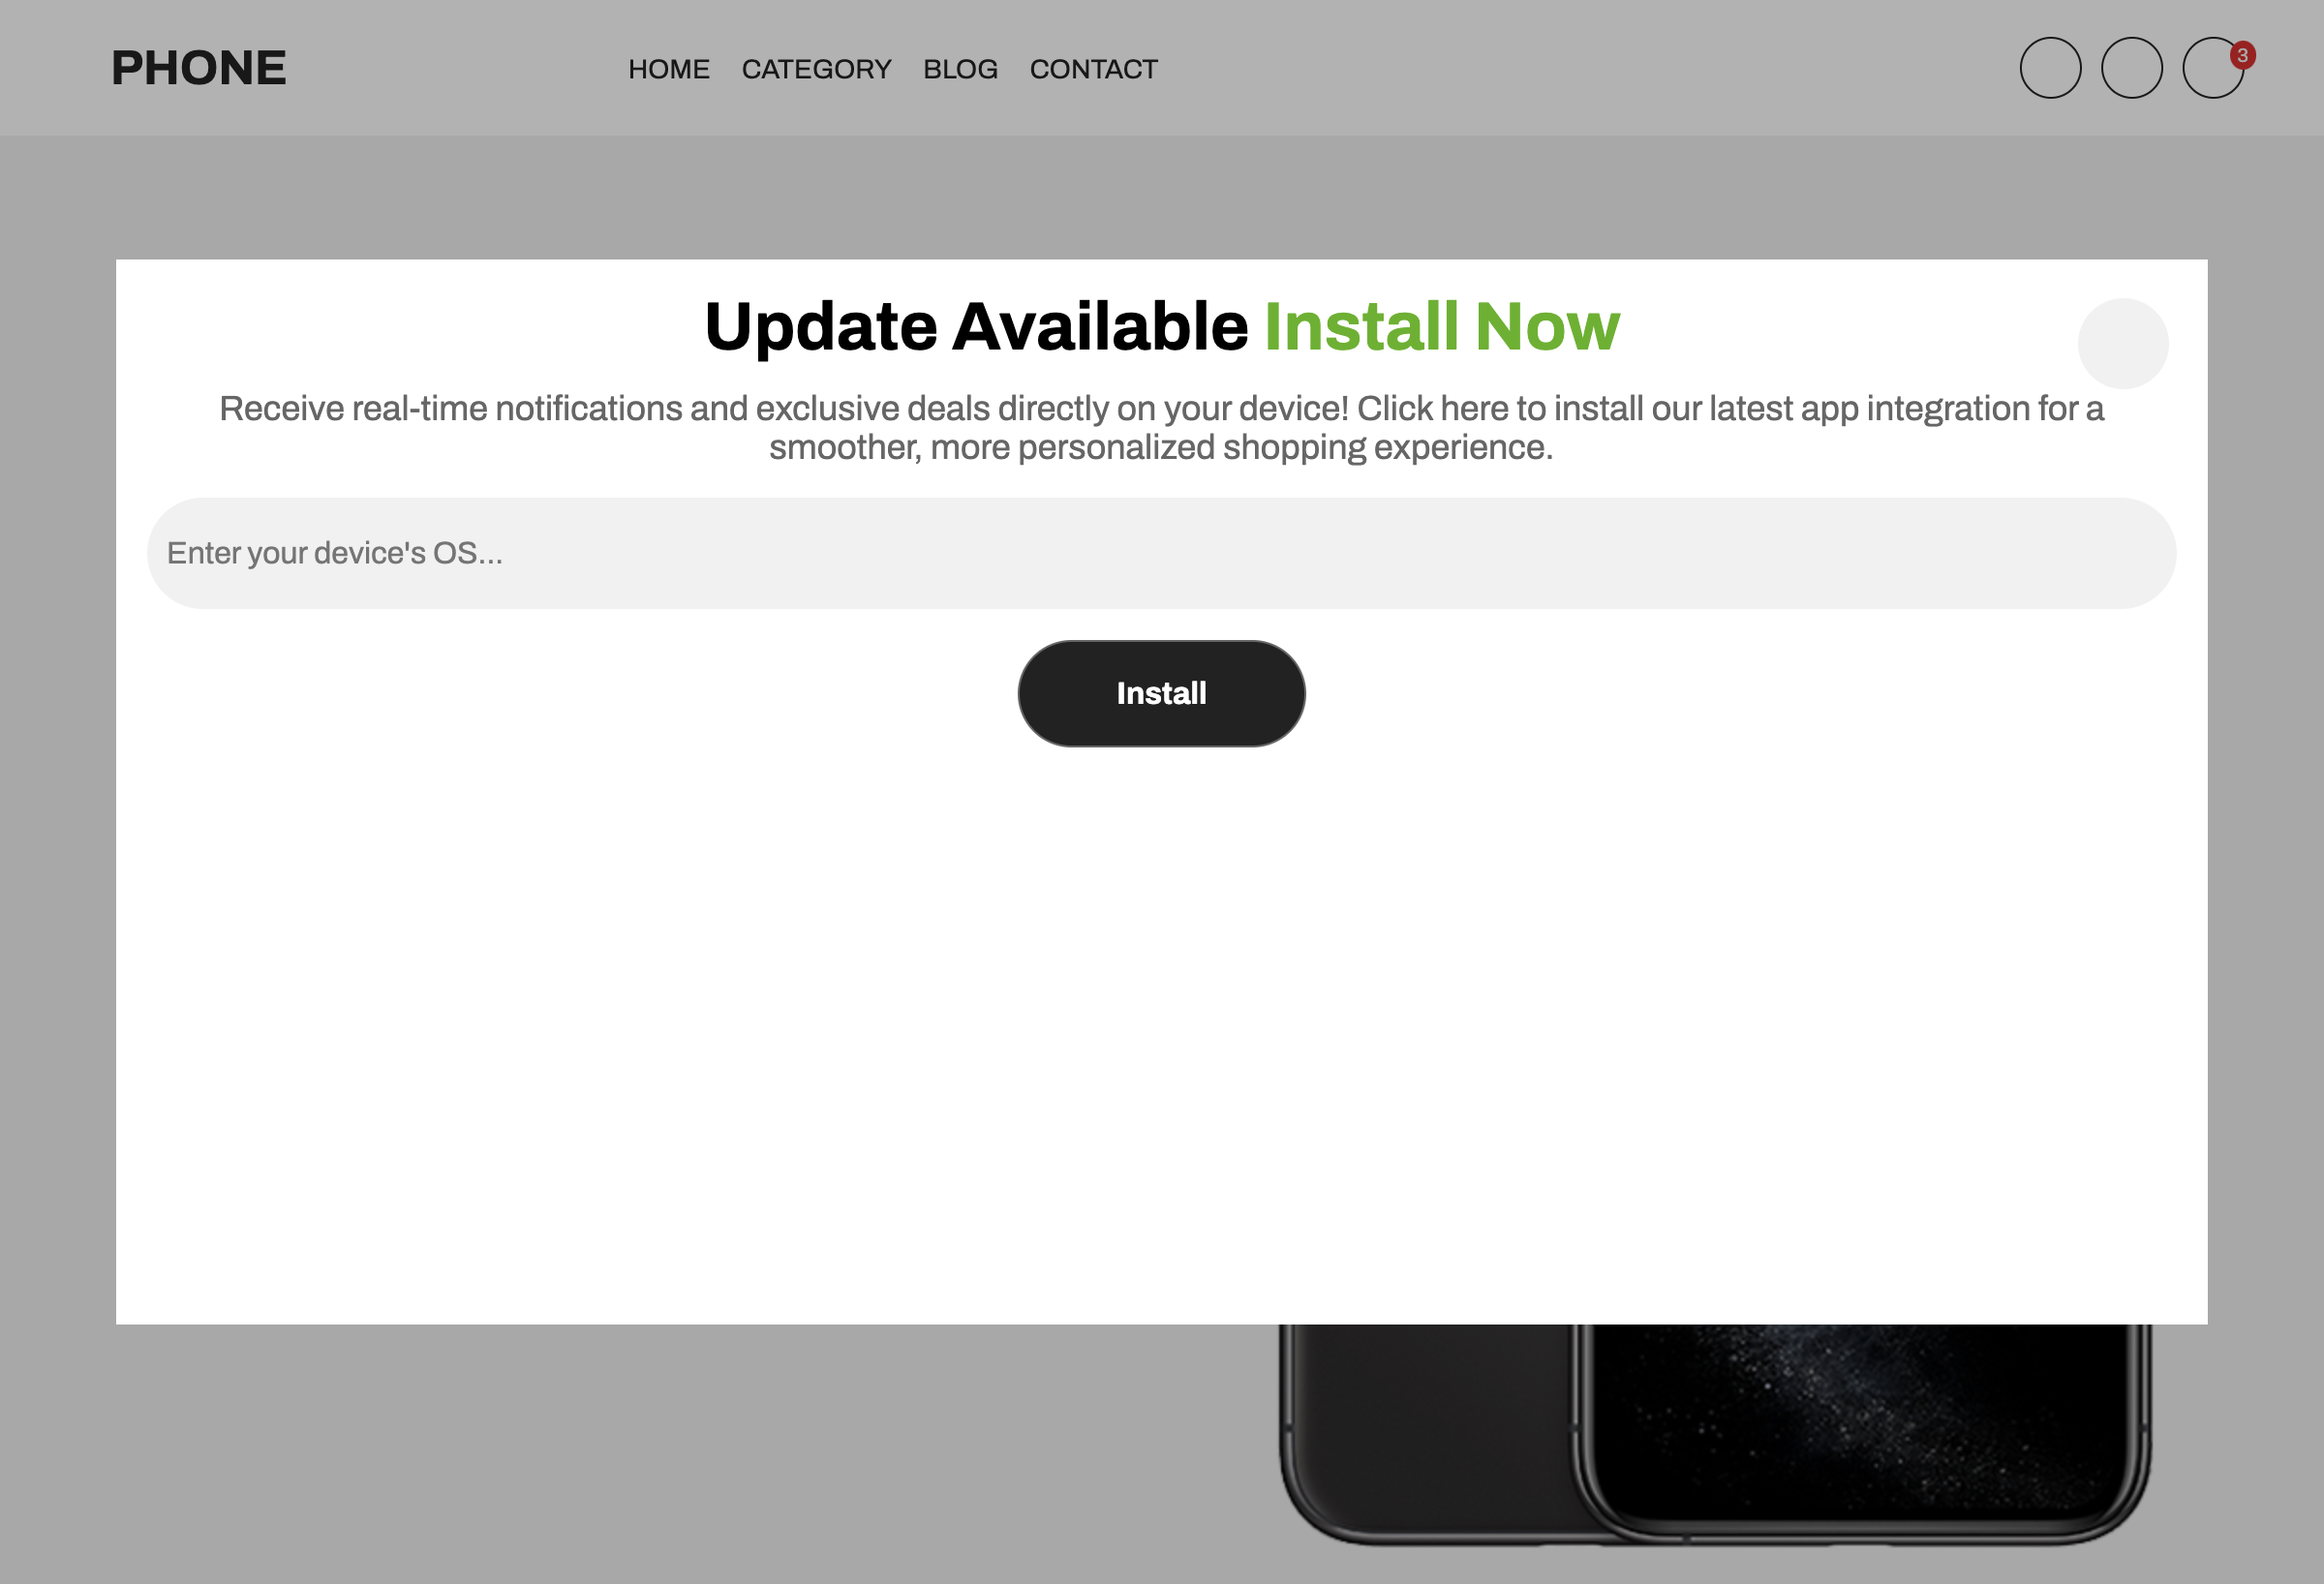 PHONE
HOME CATEGORY BLOG CONTACT
3
Update Available Install Now
Receive real-time notifications and exclusive deals directly on your device! Click here to install our latest app integration for a
smoother, more personalized shopping experience.
Enter your device's OS...
Install